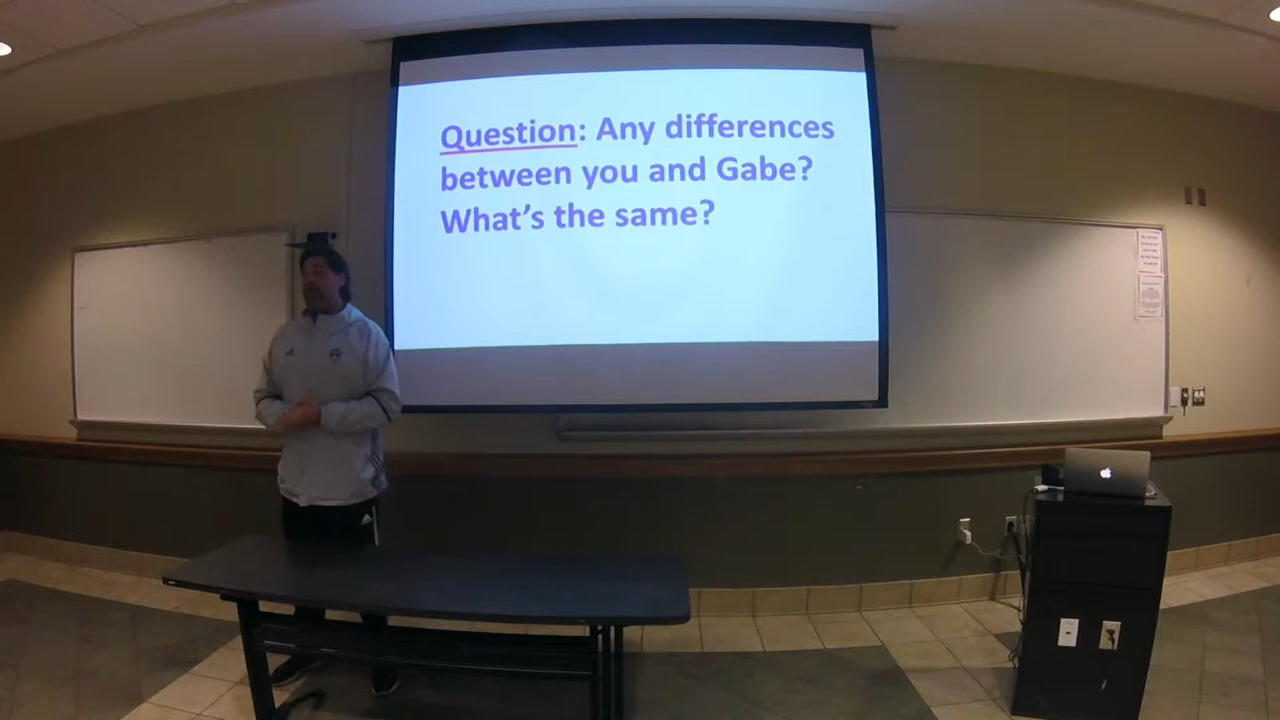 Question: Any differences
between you and Gabe?
What's the same?